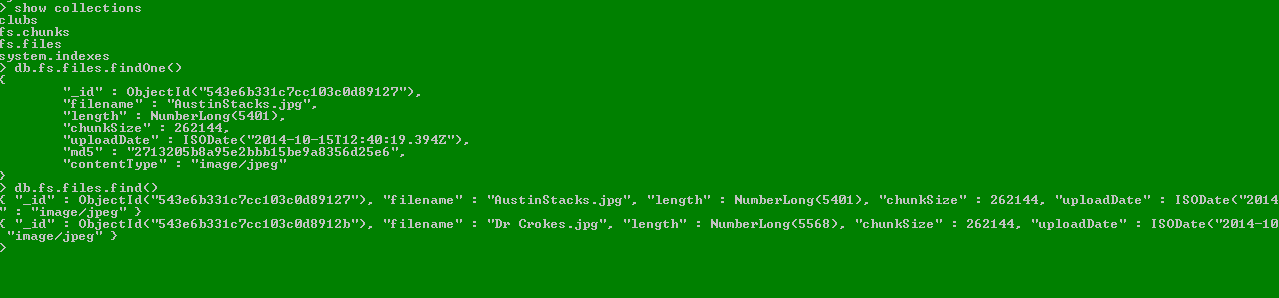 > show collections
clubs
fs.chunks
fs.files
system.indexes
> db.fs.files.findOne()
{
"_id" : ObjectId("543e6b331c7cc103c0d89127"),
"filename" : "AustinStacks.jpg",
"length" : NumberLong(5401),
"chunkSize" : 262144,
"uploadDate" : ISODate("2014-10-15T12:40:19.394Z"),
"md5" : "2713205b8a95e2bbb15be9a8356d25e6",
"contentType" : "image/jpeg"
}
> db.fs.files.find()
{ "_id" : ObjectId("543e6b331c7cc103c0d89127"), "filename" : "AustinStacks.jpg", "length" : NumberLong(5401), "chunkSize" : 262144, "uploadDate" : ISODate("2014
" : "image/jpeg" }
{ "_id" : ObjectId("543e6b331c7cc103c0d8912b"), "filename" : "Dr Crokes.jpg", "length" : NumberLong(5568), "chunkSize" : 262144, "uploadDate" : ISODate("2014-10
"image/jpeg" }
>